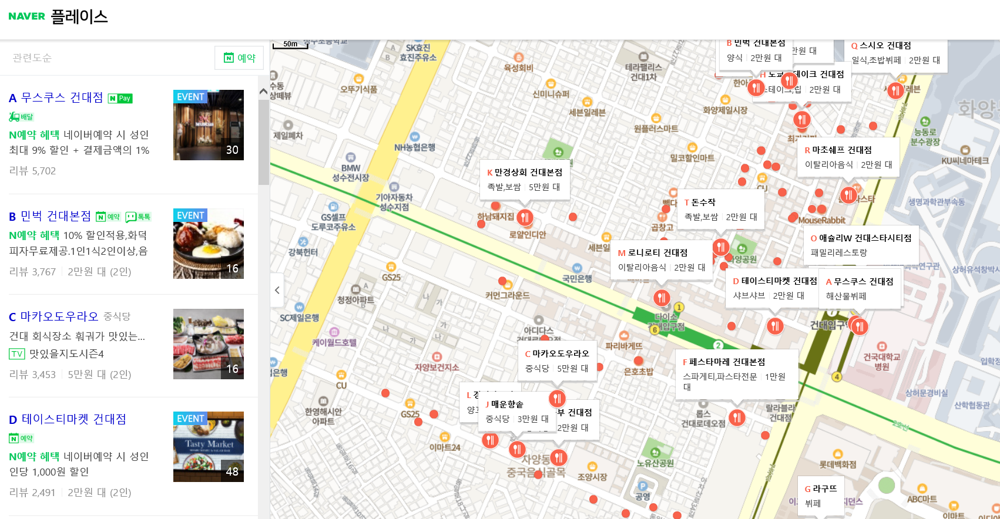 NAVER 플레이스
관련도순
예약
A 무스쿠스 건대점 N Pay
배달
N예약 혜택 네이버예약 시 성인
최대 9% 할인 + 결제금액의 1%
리뷰 5,702
EVENT
30
B 민벅 건대본점 예약 톡톡
N예약 혜택 10% 할인적용,화덕
피자무료제공.1인1식2인이상,음
리뷰 3,767 2만원 대 (2인)
EVENT
16
C 마카오도우라오 중식당
건대 회식장소 훠궈가 맛있는...
TV 맛있을지도시즌4
리뷰 3,453 5만원 대 (2인)
16
D 테이스티마켓 건대점
예약
N예약 혜택 네이버예약 시 성인
인당 1,000원 할인
리뷰 2,491 2만원 대 (2인)
EVENT
Tasty Market
48
50m
SK효진
효진주유소
육성회비
테라팰리스
건대1차
B 민벅 건대본점
양식 2만원 대
만원 대
Q 스시오 건대점
일식,초밥뷔페 2만원 대
테이크 건대점
2만원 대
오뚜기식품
신미니슈퍼
세븐일레븐
화양제일시장
원플러스마트
제일폐차
NH농협은행
밀코할인마트
능동로
분수광장
KU씨네마테크
R 마초쉐프 건대점
이탈리아음식 2만원 대
BMW
성수전시장
K 만경상회 건대본점
족발,보쌈 5만원 대
기아자동차
성수지점
CU
생명과학관부속동
GS셀프
도루코주유소
하남돼지집
로얄인디안
T 돈수작
족발,보쌈 2만원 대
곱창고
MouseRabbit
강북헌터
M 로니로티 건대점
이탈리아음식 2만원 대
O 애슐리W 건대스타시티점
패밀리레스토랑
GS25
국민은행
청정아파트
커먼그라운드
D 테이스티마켓 건대점
샤브샤브 2만원 대
A 무스쿠스 건대점
해산물뷔페
SC제일은행
아디다스
다이소
1
6
2
4
케이월드호텔
파리바게뜨
C 마카오도우라오
중식당 5만원 대
은호초밥
F 페스타마레 건대본점
스파게티,파스타전문 1만원
대
건국대학교
병원
자양보건지소
CU
한영해시안
아파트
GS25
J 매운향솥
중식당 3만원 대
부 건대점
2만원 대
롭스
건대로데오점
라랄라블라
건대점
상허문경비실
산학협동관
2호선
이마트24
자양동
중국음식골목
조양시장
노유산공원
롯데백화점
P
공영
G 라구뜨
뷔페
ABC마트
이마트